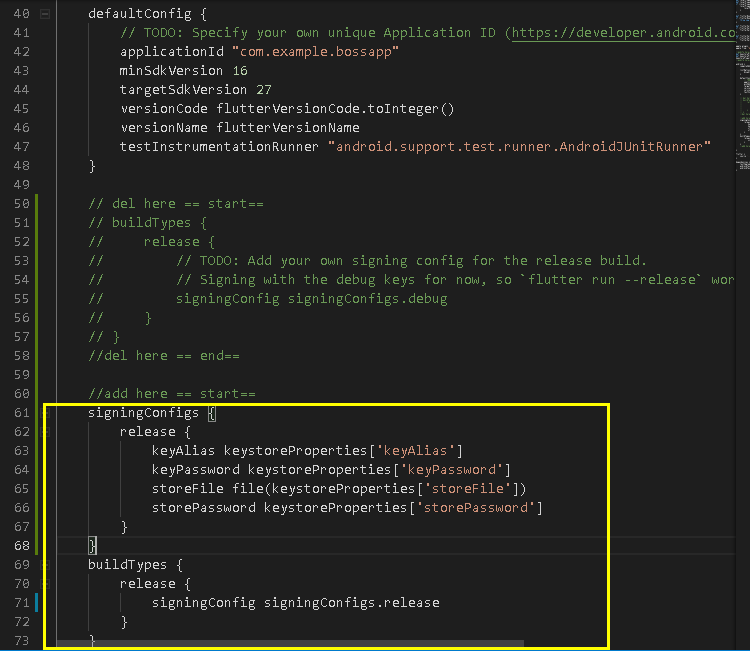 40 defaultConfig {
41 // TODO: Specify your own unique Application ID (https://developer.android.co
42 applicationId "com.example.bossapp"
43 minSdkVersion 16
44 targetSdkVersion 27
45 versionCode flutterVersionCode.toInteger()
46 versionName flutterVersionName
47 testInstrumentationRunner "android.support.test.runner.AndroidJUnitRunner"
48 }
49
50 // del here == start==
51 // buildTypes {
52 // release {
53 // // TODO: Add your own signing config for the release build.
54 // // Signing with the debug keys for now, so `flutter run --release` wor
55 // signingConfig signingConfigs.debug
56 // }
57 // }
58 //del here == end==
59
60 //add here == start==
61 signingConfigs {
62 release {
63 keyAlias keystoreProperties['keyAlias']
64 keyPassword keystoreProperties['keyPassword']
65 storeFile file(keystoreProperties['storeFile'])
66 storePassword keystoreProperties['storePassword']
67 }
68 }
69 buildTypes {
70 release {
71 signingConfig signingConfigs.release
72 }
73 }